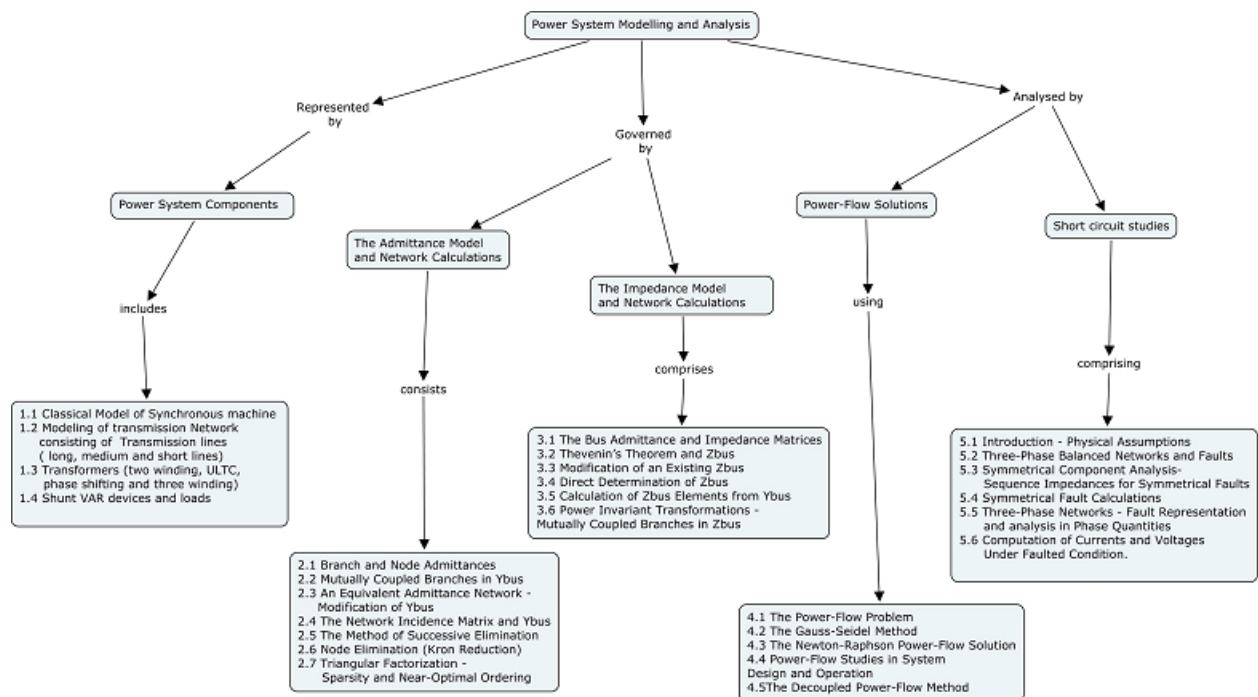 Power System Modelling and Analysis
Represented
by
Governed
by
Analysed by
Power System Components
The Admittance Model
and Network Calculations
The Impedance Model
and Network Calculations
Power-Flow Solutions
Short circuit studies
includes
consists
comprises
using
comprising
1.1 Classical Model of Synchronous machine
1.2 Modeling of transmission Network
consisting of Transmission lines
( long, medium and short lines)
1.3 Transformers (two winding, ULTC,
phase shifting and three winding)
1.4 Shunt VAR devices and loads
2.1 Branch and Node Admittances
2.2 Mutually Coupled Branches in Ybus
2.3 An Equivalent Admittance Network -
Modification of Ybus
2.4 The Network Incidence Matrix and Ybus
2.5 The Method of Successive Elimination
2.6 Node Elimination (Kron Reduction)
2.7 Triangular Factorization -
Sparsity and Near-Optimal Ordering
3.1 The Bus Admittance and Impedance Matrices
3.2 Thevenin's Theorem and Zbus
3.3 Modification of an Existing Zbus
3.4 Direct Determination of Zbus
3.5 Calculation of Zbus Elements from Ybus
3.6 Power Invariant Transformations -
Mutually Coupled Branches in Zbus
4.1 The Power-Flow Problem
4.2 The Gauss-Seidel Method
4.3 The Newton-Raphson Power-Flow Solution
4.4 Power-Flow Studies in System
Design and Operation
4.5The Decoupled Power-Flow Method
5.1 Introduction - Physical Assumptions
5.2 Three-Phase Balanced Networks and Faults
5.3 Symmetrical Component Analysis-
Sequence Impedances for Symmetrical Faults
5.4 Symmetrical Fault Calculations
5.5 Three-Phase Networks - Fault Representation
and analysis in Phase Quantities
5.6 Computation of Currents and Voltages
Under Faulted Condition.